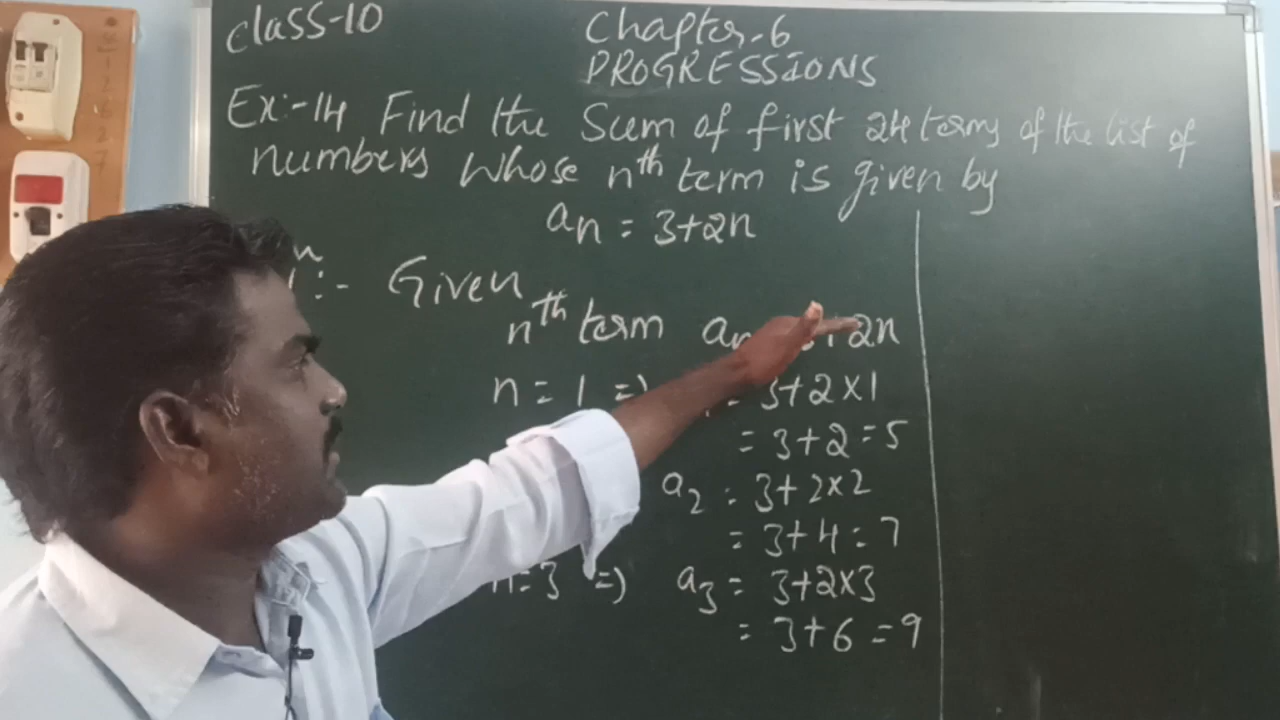 Class-10
Chapter-6
PROGRESSIONS
Ex:-14 Find the Sum of first 24 terms of the list of
numbers whose nth term is given by
an = 3+2n
:- Given
nth term an 2n
n = 1 => = 3+2×1
= 3+2=5
a2 = 3+2×2
= 3+4=7
n=3 => a3 = 3+2×3
= 3+6=9